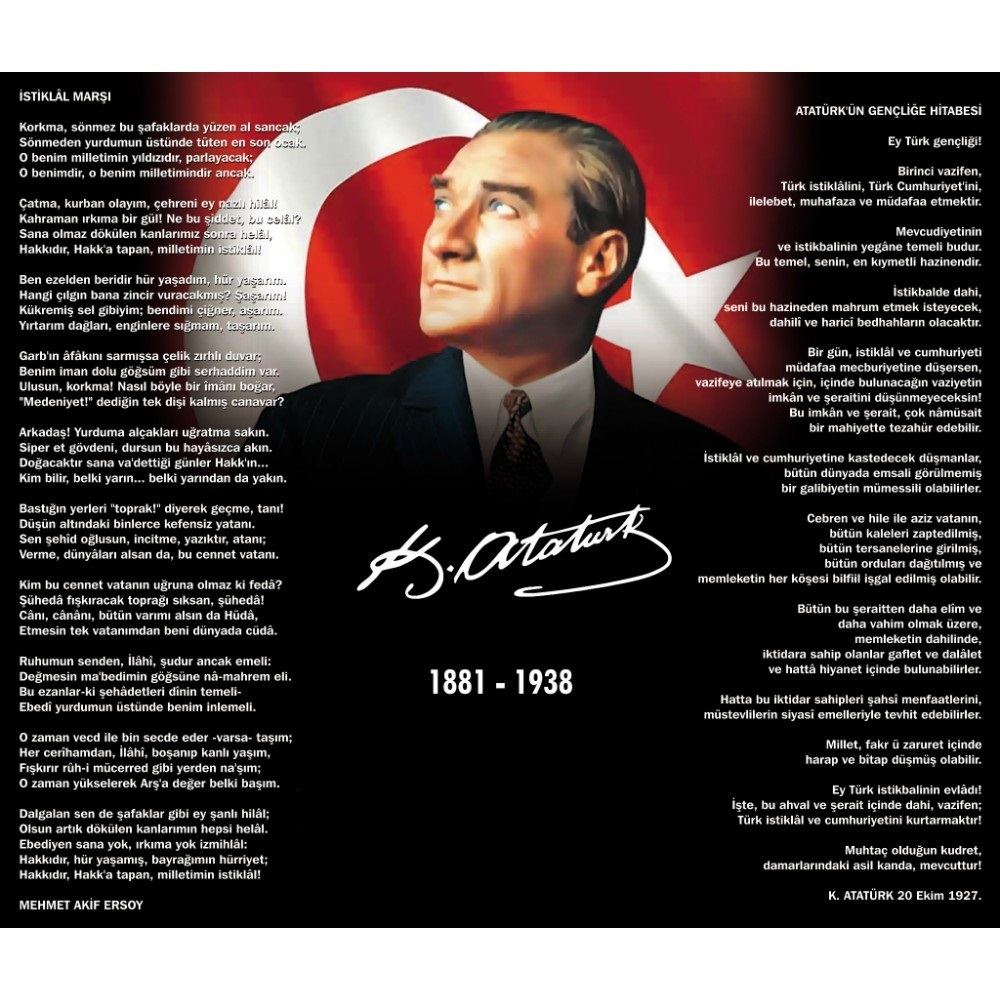 İSTİKLÂL MARŞI
Korkma, sönmez bu şafaklarda yüzen al sancak;
Sönmeden yurdumun üstünde tüten en son ocak.
O benim milletimin yıldızıdır, parlayacak;
O benimdir, o benim milletimindir ancak.
Çatma, kurban olayım, çehreni ey nazlı hilâl!
Kahraman ırkıma bir gül! Ne bu şiddet, bu celâl?
Sana olmaz dökülen kanlarımız sonra helâl,
Hakkıdır, Hakk'a tapan, milletimin istiklâl!
Ben ezelden beridir hür yaşadım, hür yaşarım.
Hangi çılgın bana zincir vuracakmış? Şaşarım!
Kükremiş sel gibiyim; bendimi çiğner, aşarım.
Yırtarım dağları, enginlere sığmam, taşarım.
Garb'ın âfâkını sarmışsa çelik zırhlı duvar;
Benim iman dolu göğsüm gibi serhaddim var.
Ulusun, korkma! Nasıl böyle bir îmânı boğar,
"Medeniyet!" dediğin tek dişi kalmış canavar?
Arkadaş! Yurduma alçakları uğratma sakın.
Siper et gövdeni, dursun bu hayâsızca akın.
Doğacaktır sana va'dettiği günler Hakk'ın...
Kim bilir, belki yarın... belki yarından da yakın.
Bastığın yerleri "toprak!" diyerek geçme, tanı!
Düşün altındaki binlerce kefensiz yatanı.
Sen şehîd oğlusun, incitme, yazıktır, atanı;
Verme, dünyâları alsan da, bu cennet vatanı.
Kim bu cennet vatanın uğruna olmaz ki fedâ?
Şühedâ fışkıracak toprağı sıksan, şühedâ!
Cânı, cânânı, bütün varımı alsın da Hüdâ,
Etmesin tek vatanımdan beni dünyada cüdâ.
Ruhumun senden, İlâhî, şudur ancak emeli:
Değmesin ma'bedimin göğsüne nâ-mahrem eli.
Bu ezanlar-ki şehâdetleri dînin temeli-
Ebedî yurdumun üstünde benim inlemeli.
O zaman vecd ile bin secde eder -varsa- taşım;
Her cerîhamdan, İlâhî, boşanıp kanlı yaşım,
Fışkırır rûh-i mücerred gibi yerden na'şım;
O zaman yükselerek Arş'a değer belki başım.
Dalgalan sen de şafaklar gibi ey şanlı hilâl;
Olsun artık dökülen kanlarımın hepsi helâl.
Ebediyen sana yok, ırkıma yok izmihlâl:
Hakkıdır, hür yaşamış, bayrağımın hürriyet;
Hakkıdır, Hakk'a tapan, milletimin istiklâl!
MEHMET AKİF ERSOY
K. Atatürk
1881 - 1938
ATATÜRK'ÜN GENÇLİĞE HİTABESİ
Ey Türk gençliği!
Birinci vazifen,
Türk istiklâlini, Türk Cumhuriyet'ini,
ilelebet, muhafaza ve müdafaa etmektir.
Mevcudiyetinin
ve istikbalinin yegâne temeli budur.
Bu temel, senin, en kıymetli hazinendir.
İstikbalde dahi,
seni bu hazineden mahrum etmek isteyecek,
dahilî ve haricî bedhahların olacaktır.
Bir gün, istiklâl ve cumhuriyeti
müdafaa mecburiyetine düşersen,
vazifeye atılmak için, içinde bulunacağın vaziyetin
imkân ve şeraitini düşünmeyeceksin!
Bu imkân ve şerait, çok nâmüsait
bir mahiyette tezahür edebilir.
İstiklâl ve cumhuriyetine kastedecek düşmanlar,
bütün dünyada emsali görülmemiş
bir galibiyetin mümessili olabilirler.
Cebren ve hile ile aziz vatanın,
bütün kaleleri zaptedilmiş,
bütün tersanelerine girilmiş,
bütün orduları dağıtılmış ve
memleketin her köşesi bilfiil işgal edilmiş olabilir.
Bütün bu şeraitten daha elîm ve
daha vahim olmak üzere,
memleketin dahilinde,
iktidara sahip olanlar gaflet ve dalâlet
ve hattâ hiyanet içinde bulunabilirler.
Hatta bu iktidar sahipleri şahsî menfaatlerini,
müstevlilerin siyasî emelleriyle tevhit edebilirler.
Millet, fakr ü zaruret içinde
harap ve bîtap düşmüş olabilir.
Ey Türk istikbalinin evlâdı!
İşte, bu ahval ve şerait içinde dahi, vazifen;
Türk istiklâl ve cumhuriyetini kurtarmaktır!
Muhtaç olduğun kudret,
damarlarındaki asil kanda, mevcuttur!
K. ATATÜRK 20 Ekim 1927.